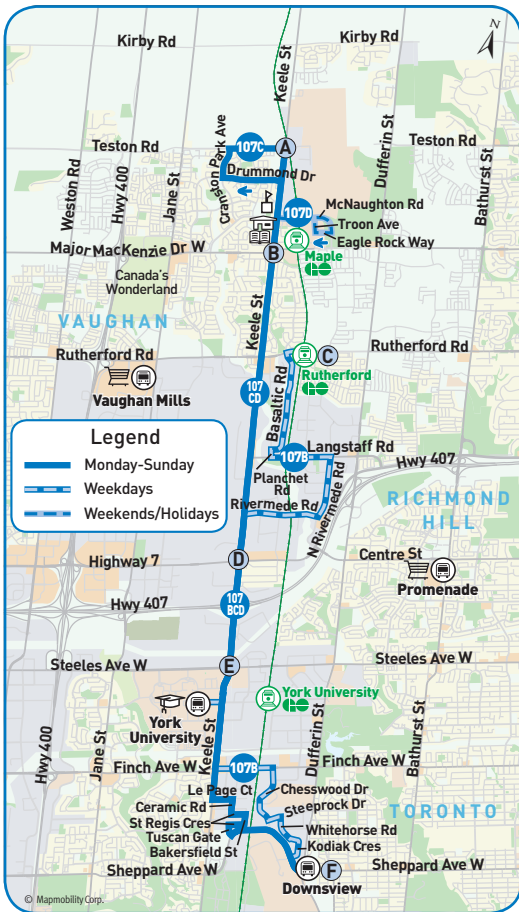 N
Kirby Rd
Kirby Rd
Keele St
Teston Rd
107C
A
Teston Rd
Cranston Park Ave
Drummond Dr
Weston Rd
Hwy 400
Jane St
Dufferin St
Bathurst St
107D
McNaughton Rd
Troon Ave
Eagle Rock Way
Major MacKenzie Dr W
B
Maple
GO
Canada's
Wonderland
Keele St
VAUGHAN
Rutherford Rd
C
Rutherford Rd
Rutherford
GO
Vaughan Mills
107
CD
Basaltic Rd
Legend
Monday-Sunday
Weekdays
Weekends/Holidays
107B
Langstaff Rd
Planchet
Rd
Hwy 407
Rivermede Rd
N Rivermede Rd
RICHMOND
HILL
Highway 7
D
Centre St
Promenade
Hwy 407
107
BCD
Steeles Ave W
E
Steeles Ave W
York University
GO
York
University
Keele St
Hwy 400
Jane St
Dufferin St
Bathurst St
Finch Ave W
107B
Finch Ave W
Le Page Ct
Chesswood Dr
Ceramic Rd
Steeprock Dr
TORONTO
St Regis Cres
Whitehorse Rd
Tuscan Gate
Kodiak Cres
Bakersfield St
Sheppard Ave W
F
Sheppard Ave W
Downsview
© Mapmobility Corp.